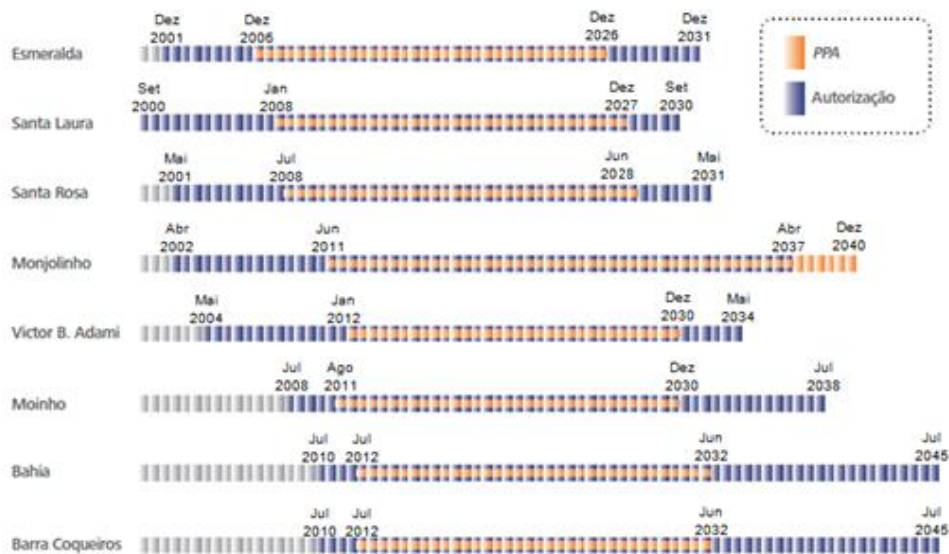 Dez Dez Dez Dez
2001 2006 2026 2031
Esmeralda
PPA
Autorização
Set Jan Dez Set
2000 2008 2027 2030
Santa Laura
Mai Jul Jun Mai
2001 2008 2028 2031
Santa Rosa
Abr Jun Abr Dez
2002 2011 2037 2040
Monjolinho
Mai Jan Dez Mai
2004 2012 2030 2034
Victor B. Adami
Jul Ago Dez Jul
2008 2011 2030 2038
Moinho
Jul Jul Jun Jul
2010 2012 2032 2045
Bahia
Jul Jul Jun Jul
2010 2012 2032 2045
Barra Coqueiros